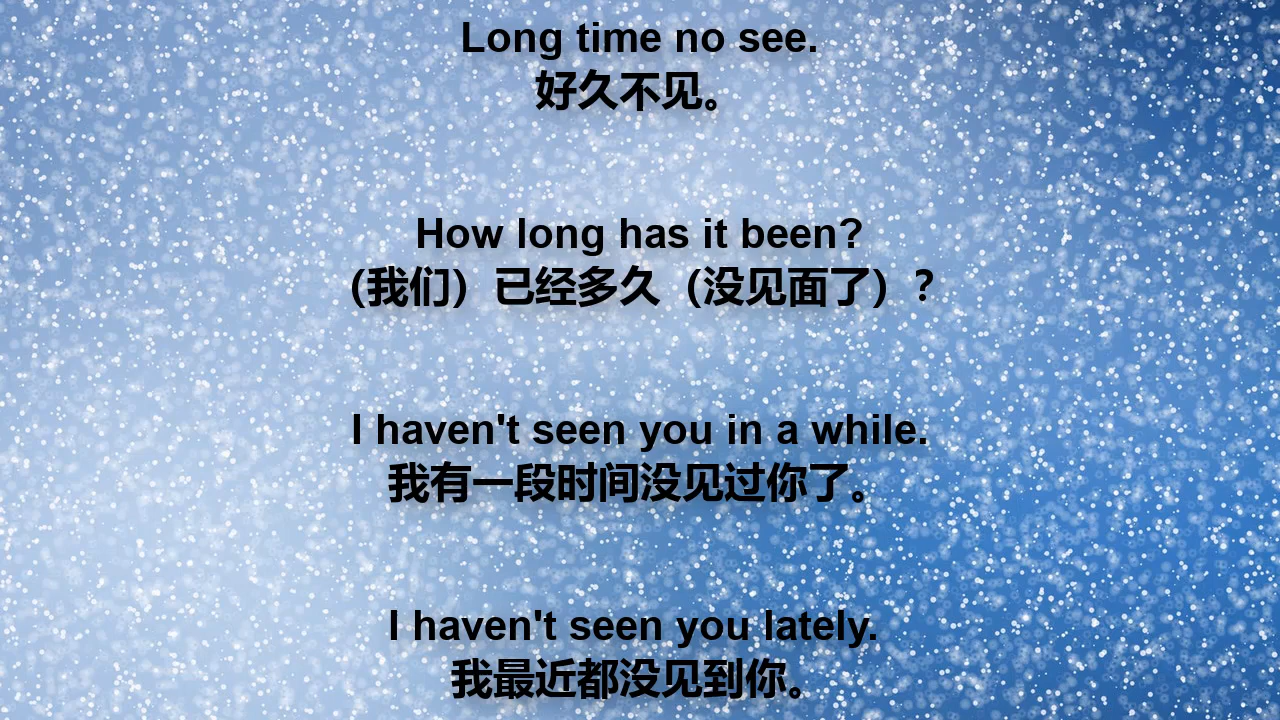 Long time no see.
好久不见。
How long has it been?
(我们）已经多久（没见面了）？
I haven't seen you in a while.
我有一段时间没见过你了。
I haven't seen you lately.
我最近都没见到你。